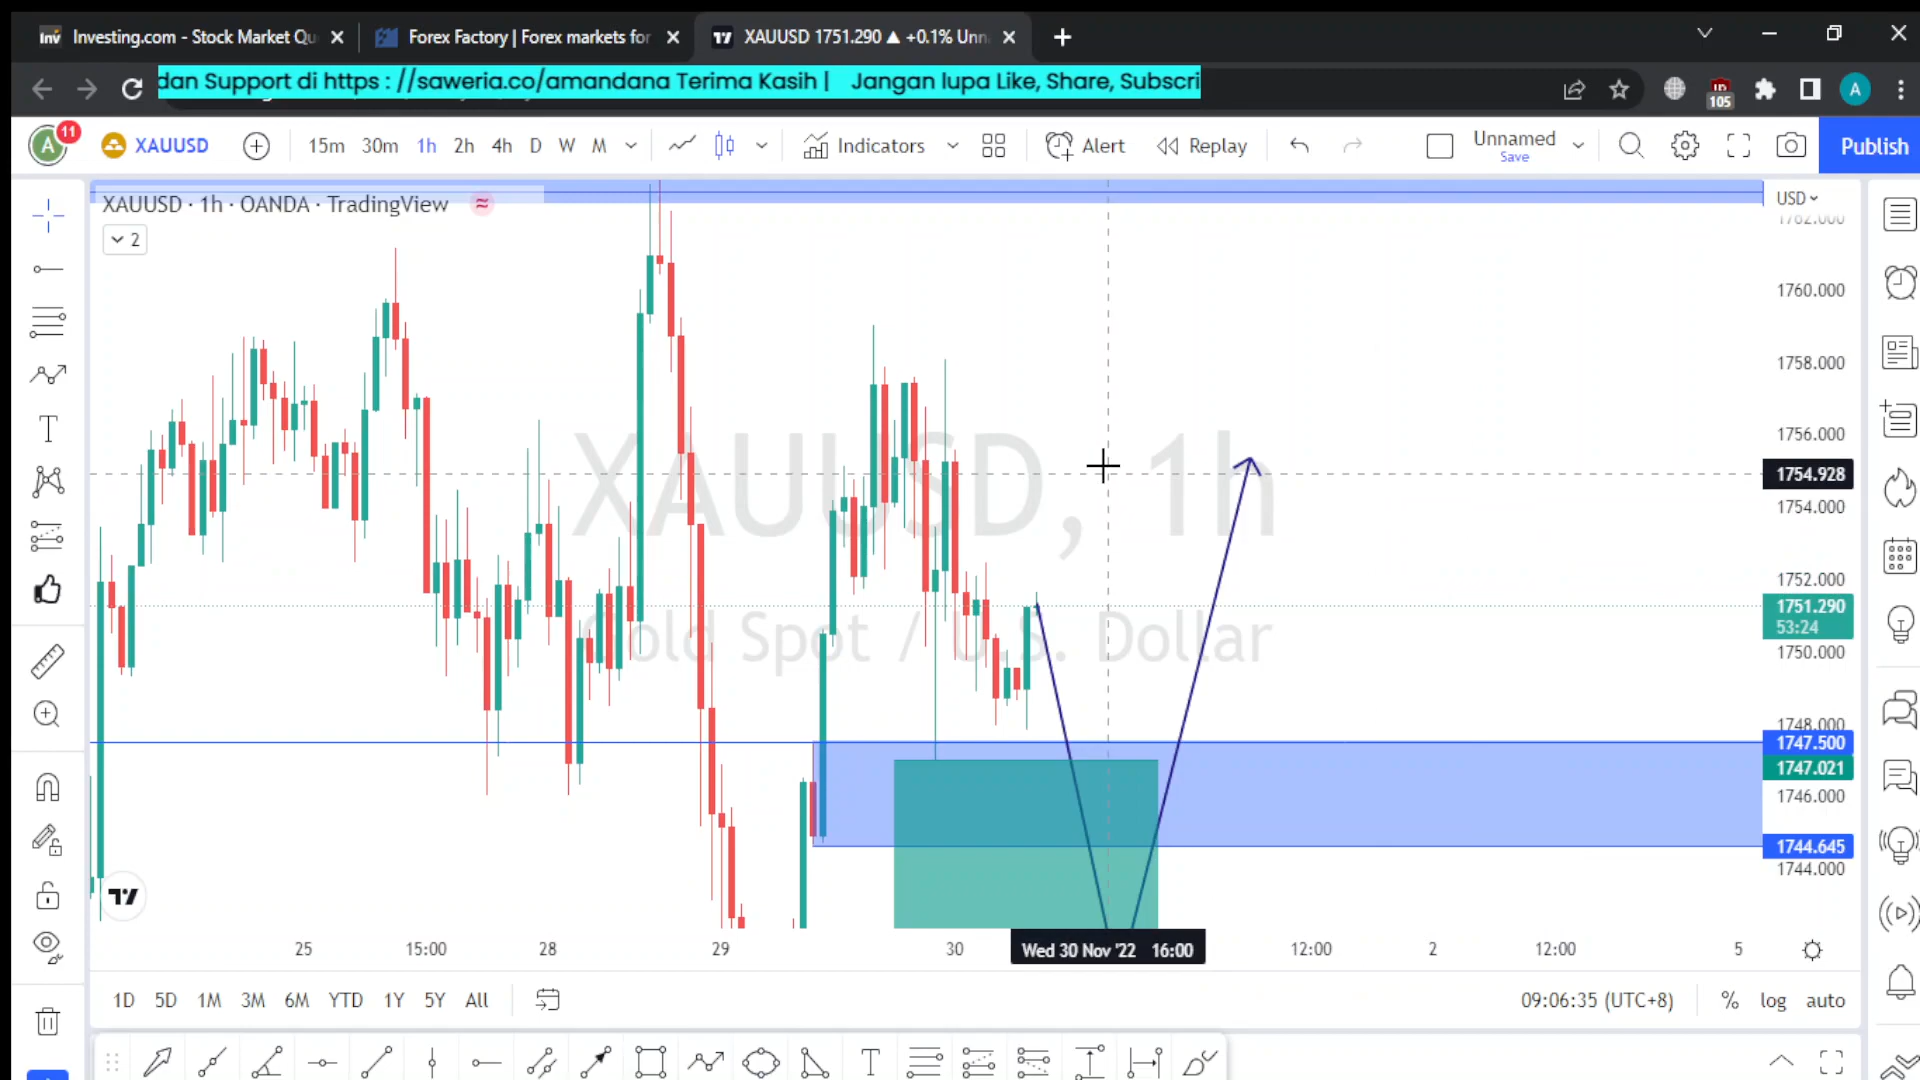 Investing.com - Stock Market Qu
Forex Factory | Forex markets for
XAUUSD 1751.290 ▲ +0.1% Unn
dan Support di https : //saweria.co/amandana Terima Kasih | Jangan lupa Like, Share, Subscri
105
A
A
11
XAUUSD
15m 30m 1h 2h 4h D W M
Indicators
Alert
Replay
Unnamed
Save
Publish
XAUUSD · 1h · OANDA · TradingView
2
XAUUSD, 1h
Gold Spot / U.S. Dollar
USD
1762.000
1760.000
1758.000
1756.000
1754.928
1754.000
1752.000
1751.290
53:24
1750.000
1748.000
1747.500
1747.021
1746.000
1744.645
1744.000
25 15:00 28 29 30 Wed 30 Nov '22 16:00 12:00 2 12:00 5
1D 5D 1M 3M 6M YTD 1Y 5Y All
09:06:35 (UTC+8) % log auto